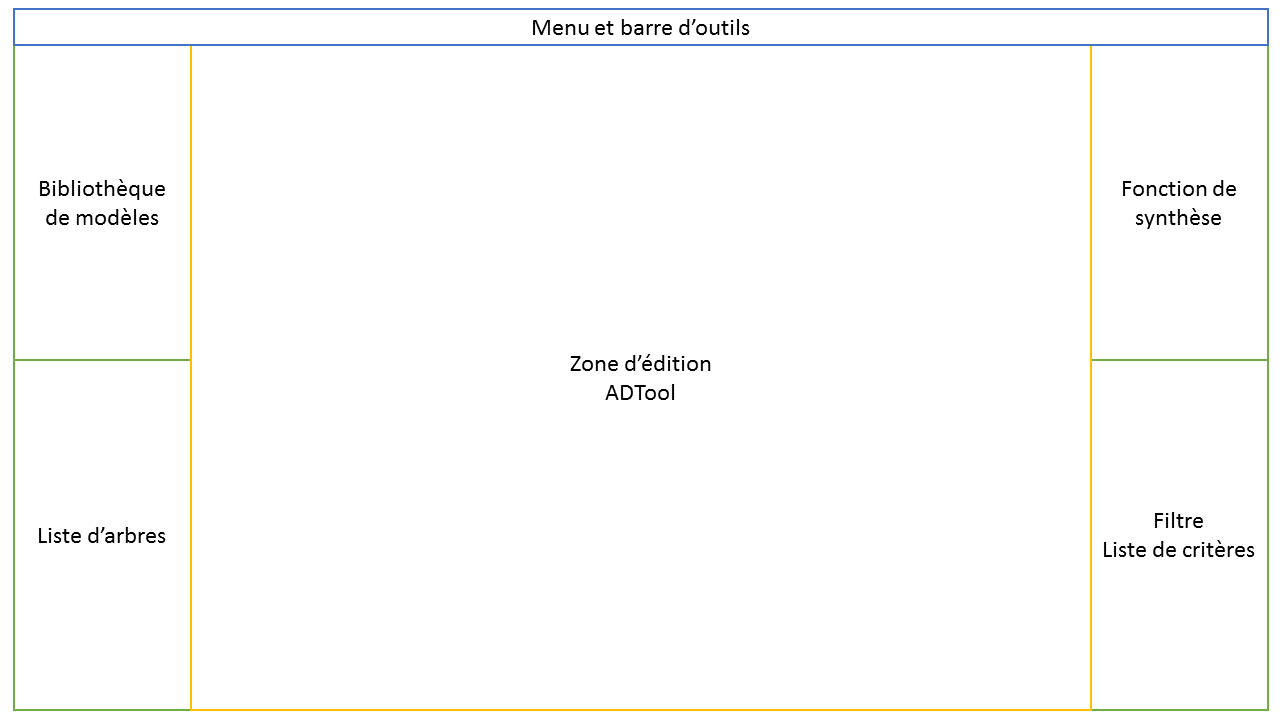 Menu et barre d’outils
Bibliothèque
de modèles
Fonction de
synthèse
Zone d’édition
ADTool
Liste d’arbres
Filtre
Liste de critères